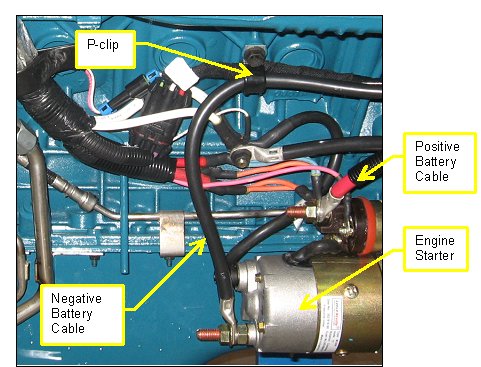 P-clip
Positive
Battery
Cable
Engine
Starter
Negative
Battery
Cable